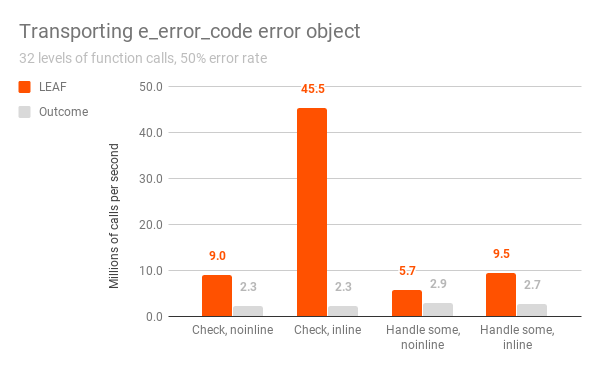 Transporting e_error_code error object
32 levels of function calls, 50% error rate
LEAF
Outcome
Millions of calls per second
50.0
40.0
30.0
20.0
10.0
0.0
9.0
2.3
45.5
2.3
5.7
2.9
9.5
2.7
Check, noinline
Check, inline
Handle some,
noinline
Handle some,
inline